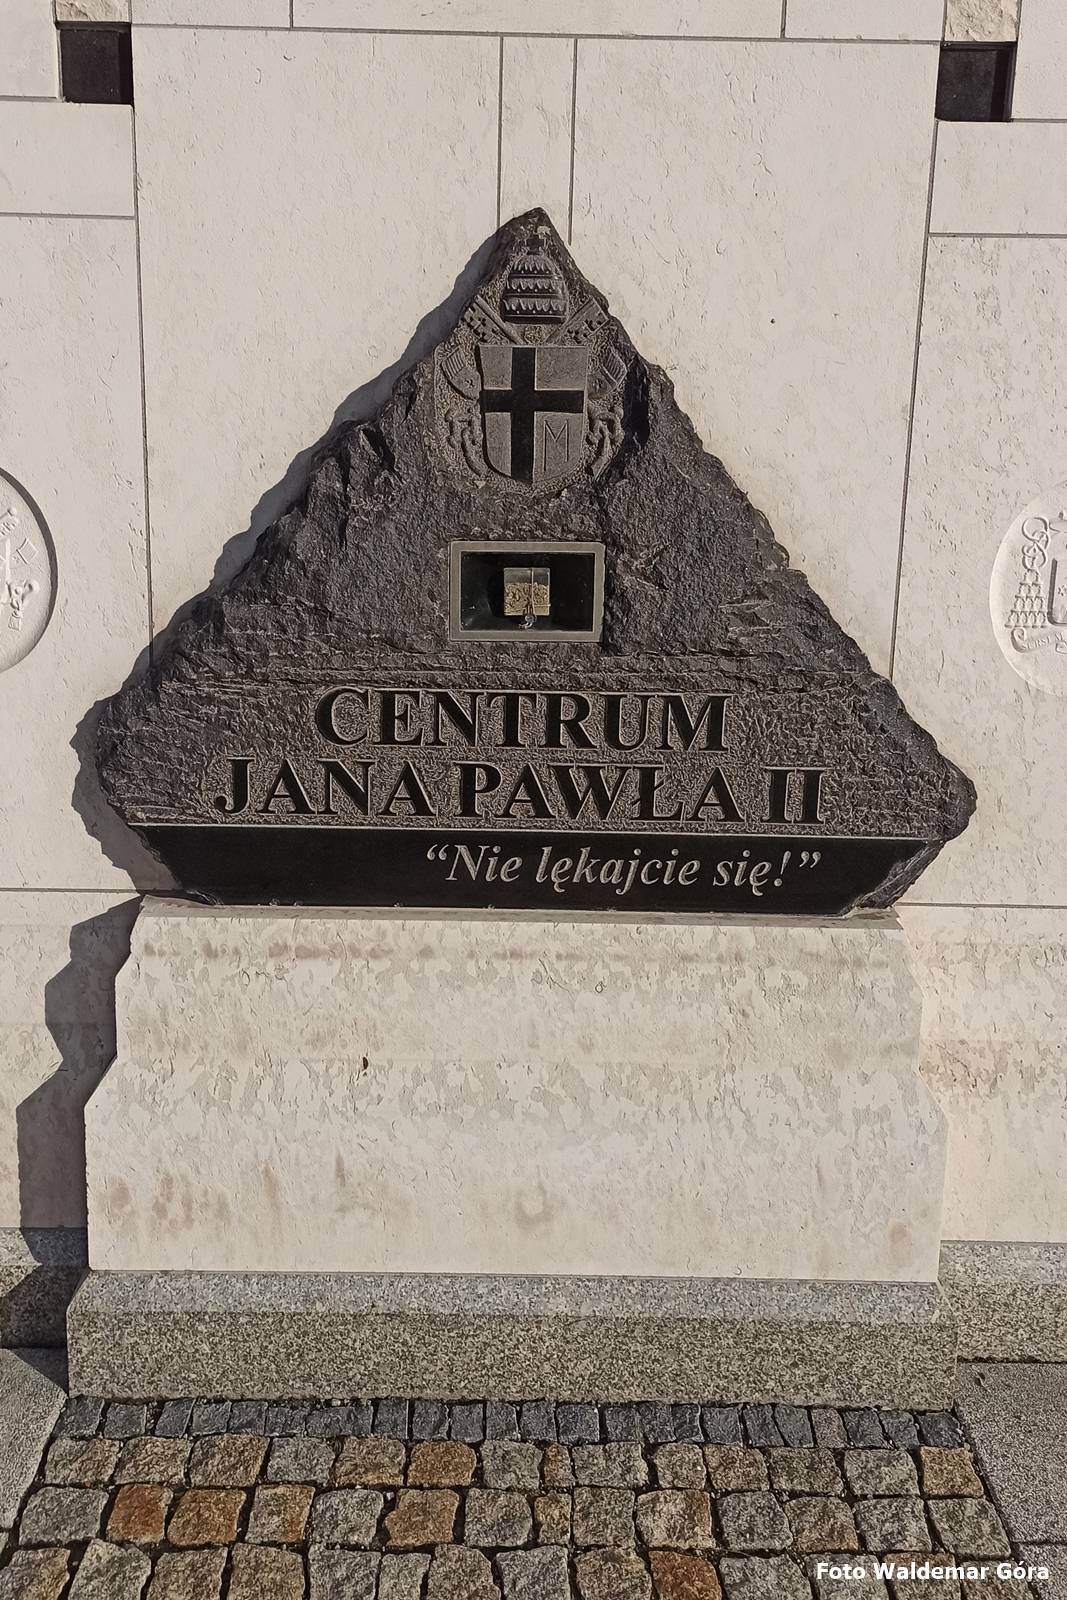 M
CENTRUM
JANA PAWŁA II
“Nie lękajcie się!”
Foto Waldemar Góra